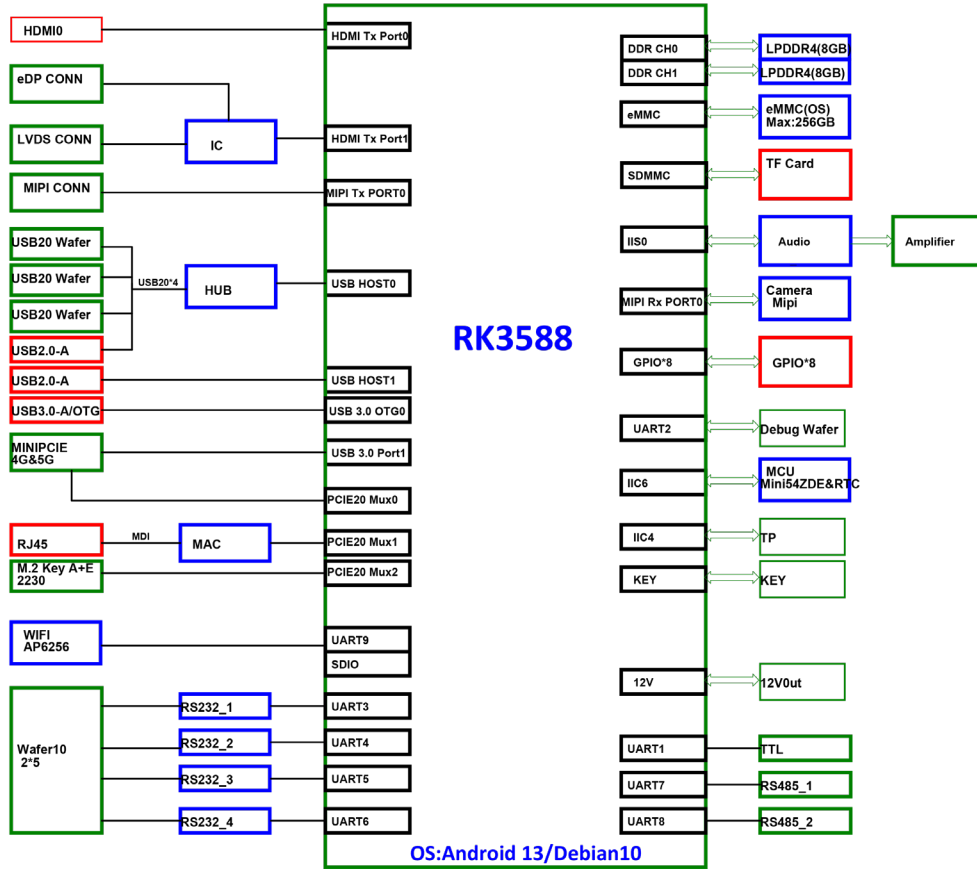 HDMI0
HDMI Tx Port0
eDP CONN
LVDS CONN
IC
HDMI Tx Port1
MIPI CONN
MIPI Tx PORT0
USB20 Wafer
USB20 Wafer
USB20 Wafer
USB2.0-A
USB20*4
HUB
USB HOST0
USB2.0-A
USB HOST1
USB3.0-A/OTG
USB 3.0 OTG0
MINIPCIE
4G&5G
USB 3.0 Port1
PCIE20 Mux0
RJ45
MDI
MAC
PCIE20 Mux1
M.2 Key A+E
2230
PCIE20 Mux2
WIFI
AP6256
UART9
SDIO
Wafer10
2*5
RS232_1
UART3
RS232_2
UART4
RS232_3
UART5
RS232_4
UART6
RK3588
OS:Android 13/Debian10
DDR CH0
LPDDR4(8GB)
DDR CH1
LPDDR4(8GB)
eMMC
eMMC(OS)
Max:256GB
SDMMC
TF Card
IIS0
Audio
Amplifier
MIPI Rx PORT0
Camera
Mipi
GPIO*8
GPIO*8
UART2
Debug Wafer
IIC6
MCU
Mini54ZDE&RTC
IIC4
TP
KEY
KEY
12V
12V0ut
UART1
TTL
UART7
RS485_1
UART8
RS485_2